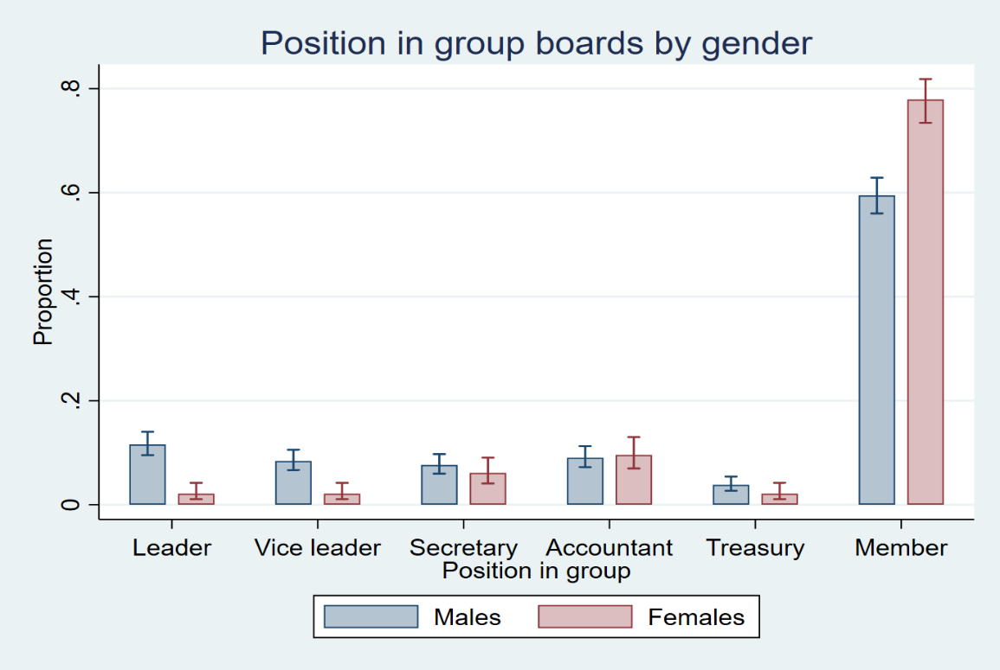 Position in group boards by gender
Proportion
.8
.6
.4
.2
0
Leader Vice leader Secretary Accountant Treasury Member
Position in group
Males Females